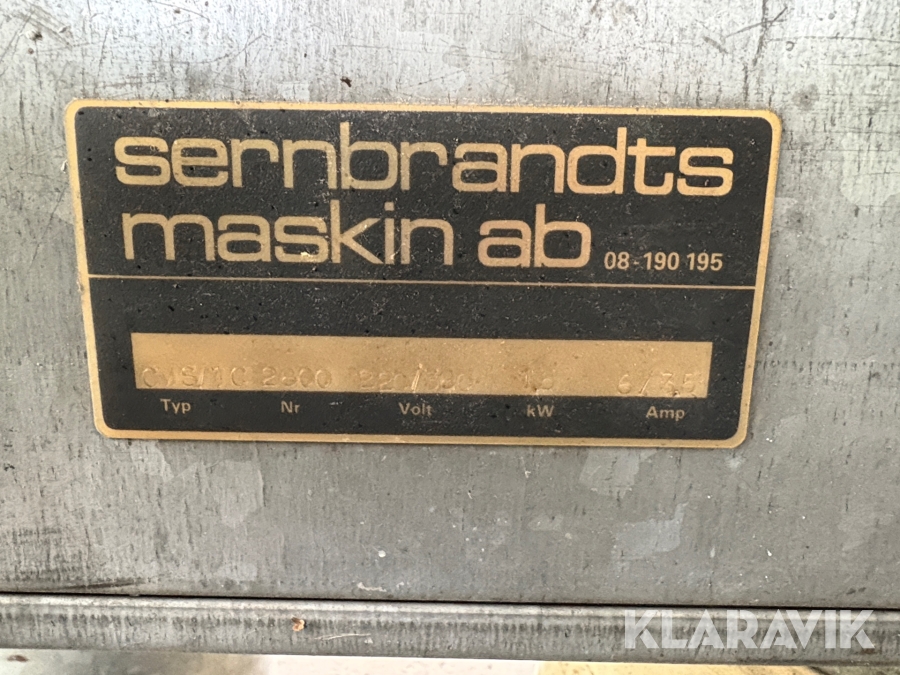 sernbrandts
maskin ab 08-190 195
Typ Nr Volt kW Amp
KLARAVIK